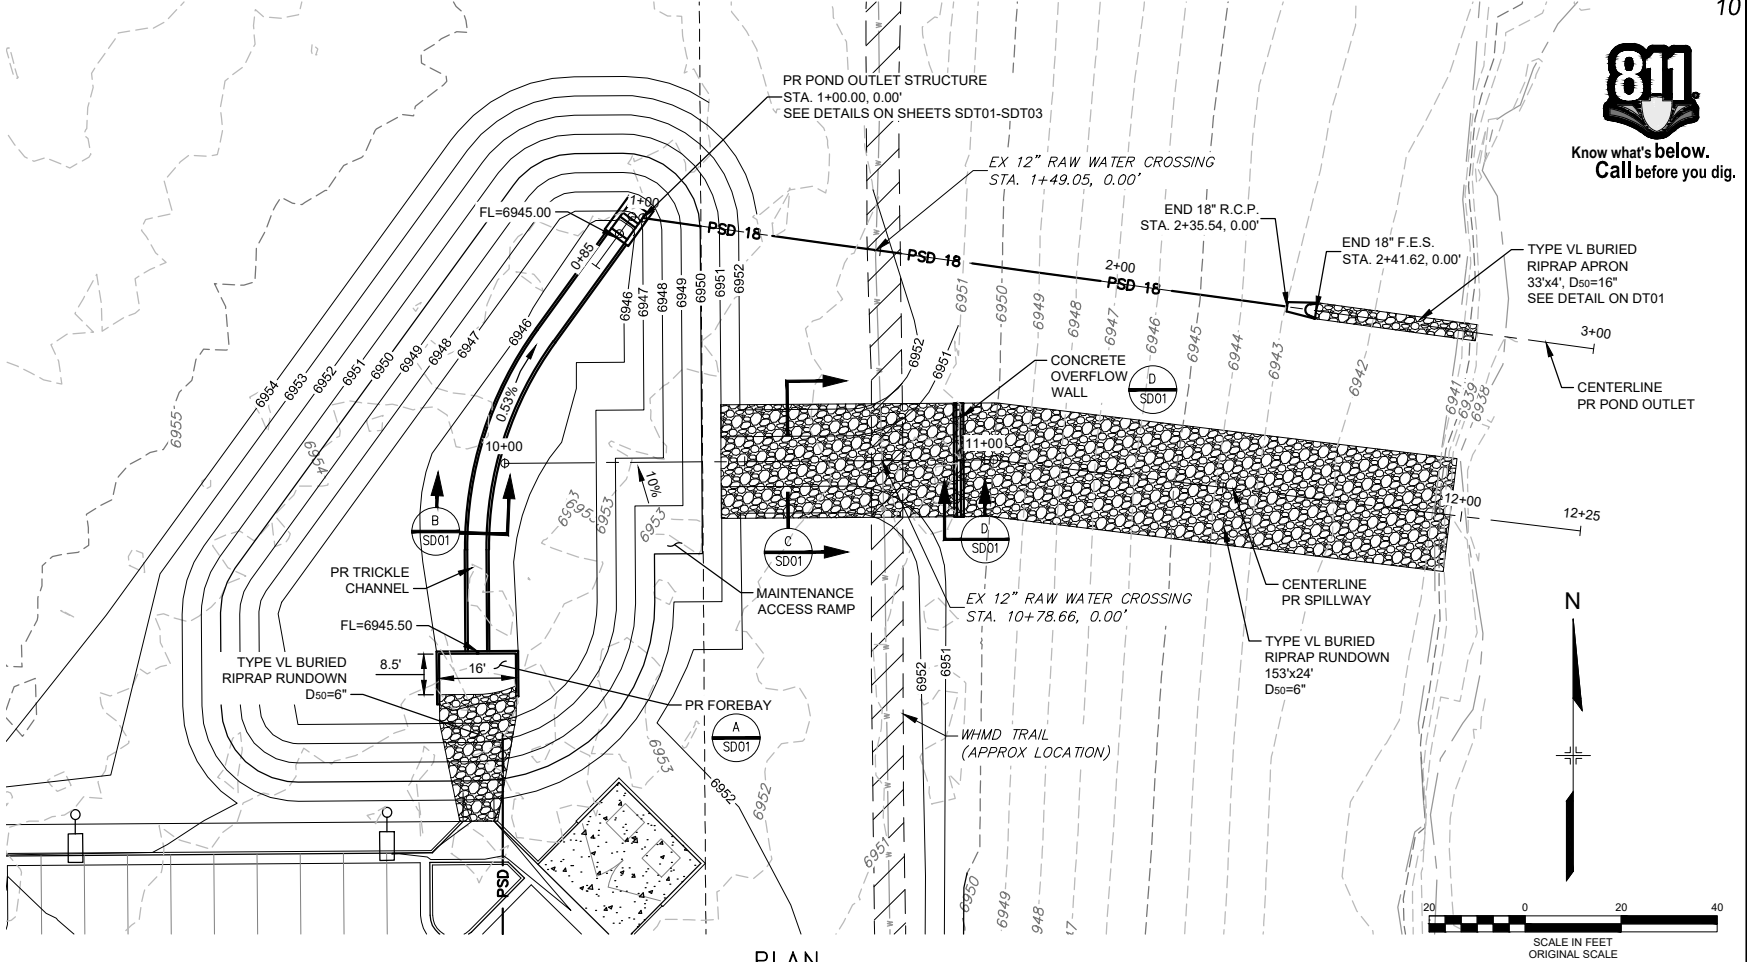 10
811
Know what's below.
Call before you dig.
PR POND OUTLET STRUCTURE
STA. 1+00.00, 0.00'
SEE DETAILS ON SHEETS SDT01-SDT03
EX 12" RAW WATER CROSSING
STA. 1+49.05, 0.00'
END 18" R.C.P.
STA. 2+35.54, 0.00'
END 18" F.E.S.
STA. 2+41.62, 0.00'
TYPE VL BURIED
RIPRAP APRON
33'x4', D50=16"
SEE DETAIL ON DT01
FL=6945.00
1+00
0+85
PSD 18
PSD 18
2+00
PSD 18
3+00
CENTERLINE
PR POND OUTLET
6946
6947
6948
6949
6950
6951
6952
6951
6950
6949
6948
6947
6946
6945
6944
6943
6942
6941
6939
6938
6952
6951
6954
6953
6952
6951
6950
6949
6948
6947
6946
6955
6954
0.53%
10+00
10%
6953
695
6953
6953
CONCRETE
OVERFLOW
WALL
D
SD01
11+00
12+00
12+25
B
SD01
C
SD01
D
SD01
PR TRICKLE
CHANNEL
MAINTENANCE
ACCESS RAMP
EX 12" RAW WATER CROSSING
STA. 10+78.66, 0.00'
CENTERLINE
PR SPILLWAY
TYPE VL BURIED
RIPRAP RUNDOWN
153'x24'
D50=6"
N
FL=6945.50
TYPE VL BURIED
RIPRAP RUNDOWN
D50=6"
8.5'
16'
PR FOREBAY
A
SD01
6952
6951
WHMD TRAIL
(APPROX LOCATION)
6953
6952
6952
6951
6950
6949
948
47
PSD
20
0
20
40
SCALE IN FEET
ORIGINAL SCALE
PLAN